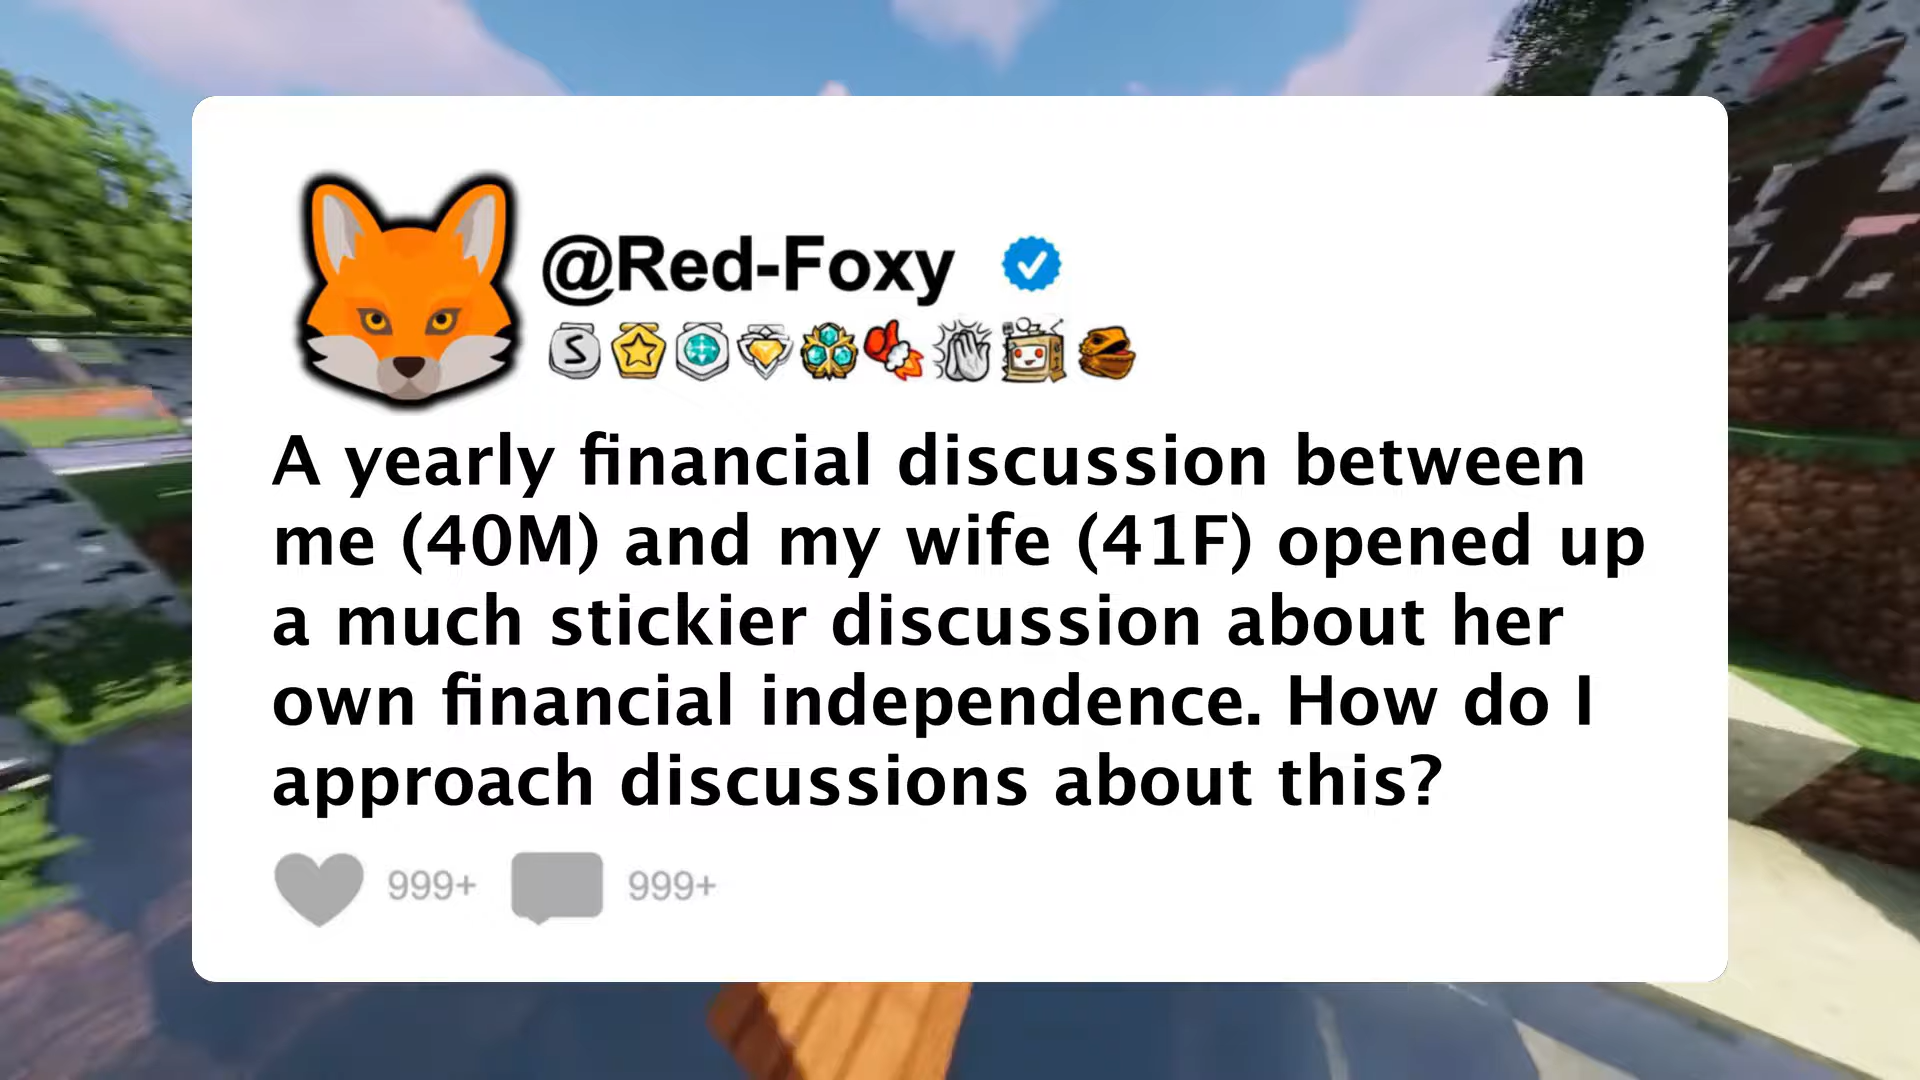 @Red-Foxy
S
A yearly financial discussion between
me (40M) and my wife (41F) opened up
a much stickier discussion about her
own financial independence. How do I
approach discussions about this?
999+ 999+